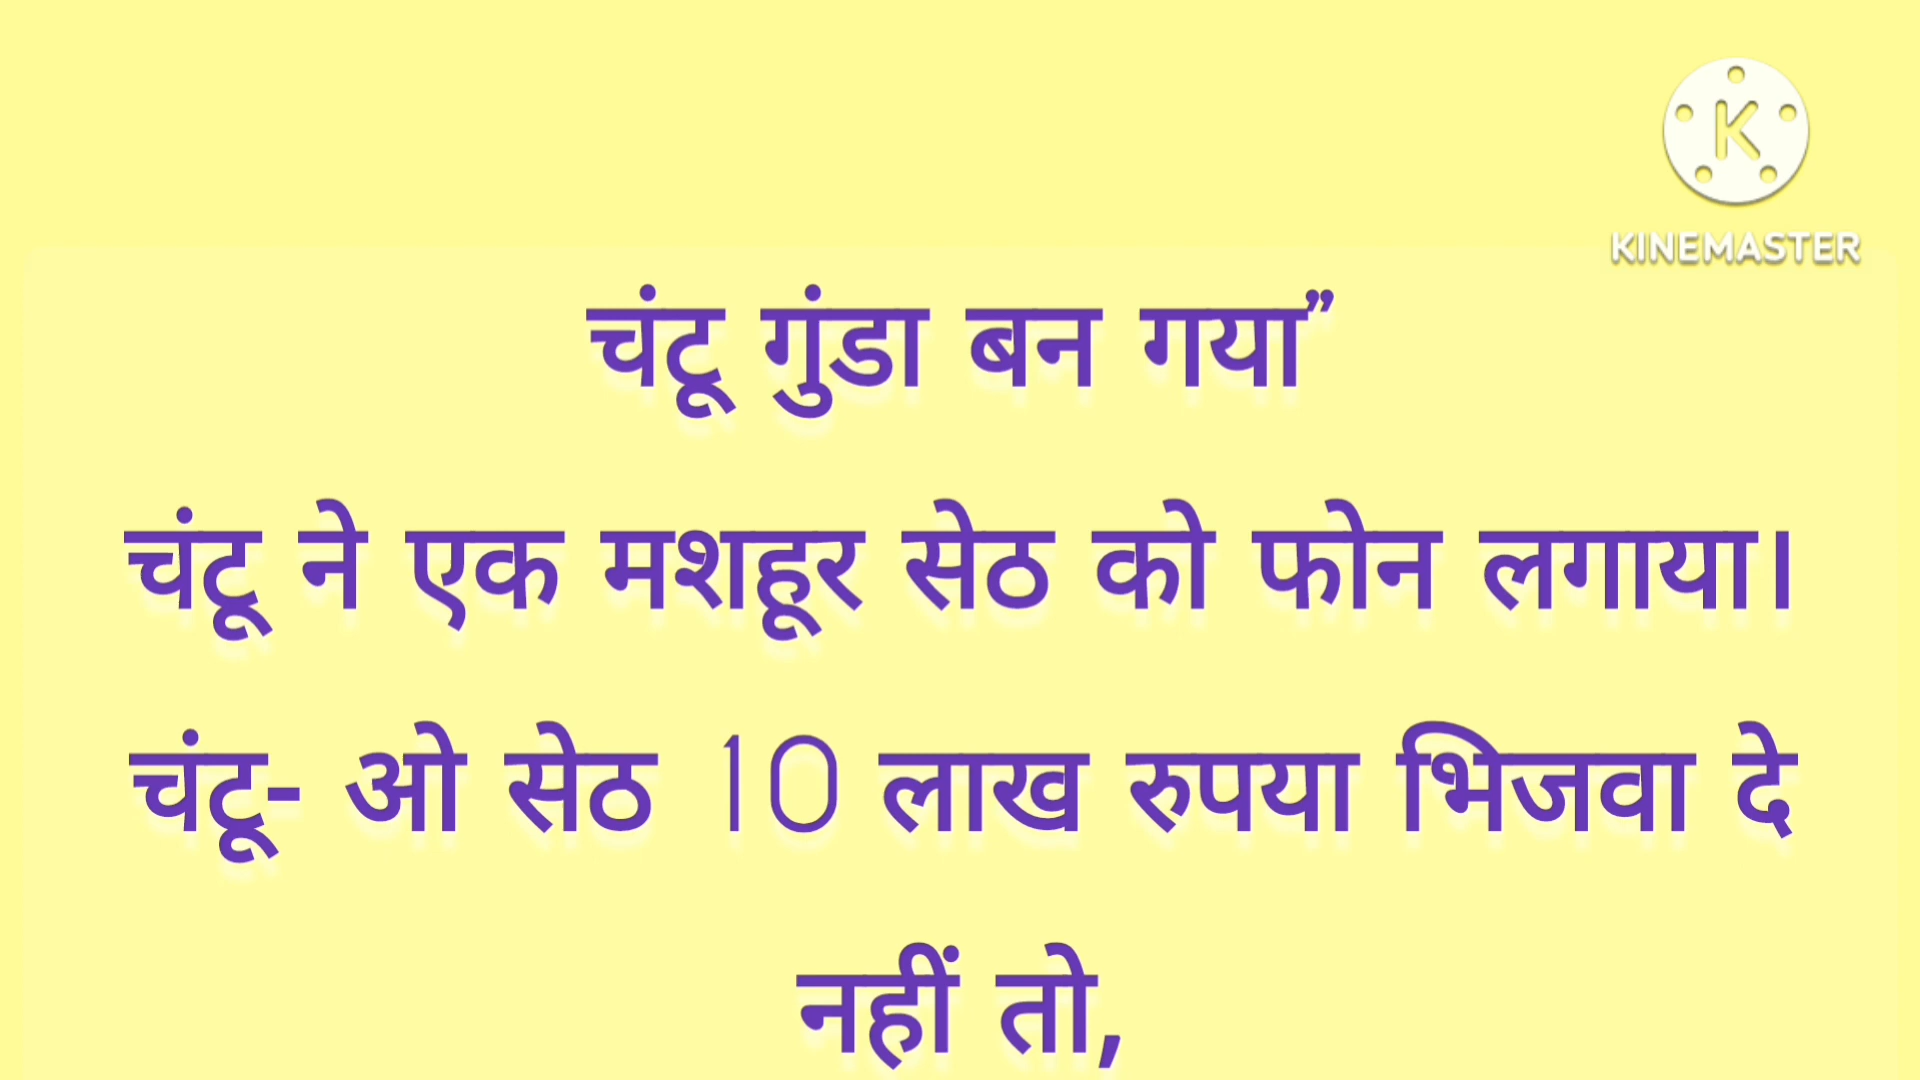 KINEMASTER
चंटू गुंडा बन गया”
चंटू ने एक मशहूर सेठ को फोन लगाया।
चंटू- ओ सेठ 10 लाख रुपया भिजवा दे
नहीं तो,